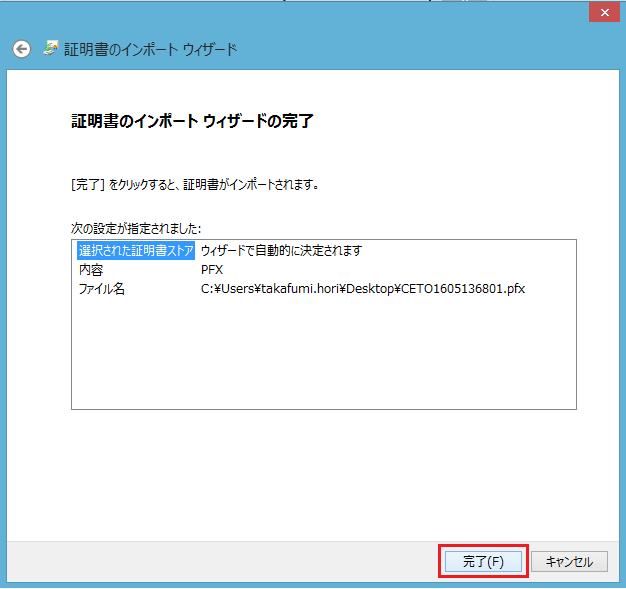 証明書のインポート ウィザード
証明書のインポート ウィザードの完了
[完了] をクリックすると、証明書がインポートされます。
次の設定が指定されました:
選択された証明書ストア ウィザードで自動的に決定されます
内容 PFX
ファイル名 C:¥Users¥takafumi.hori¥Desktop¥CETO1605136801.pfx
完了(F) キャンセル